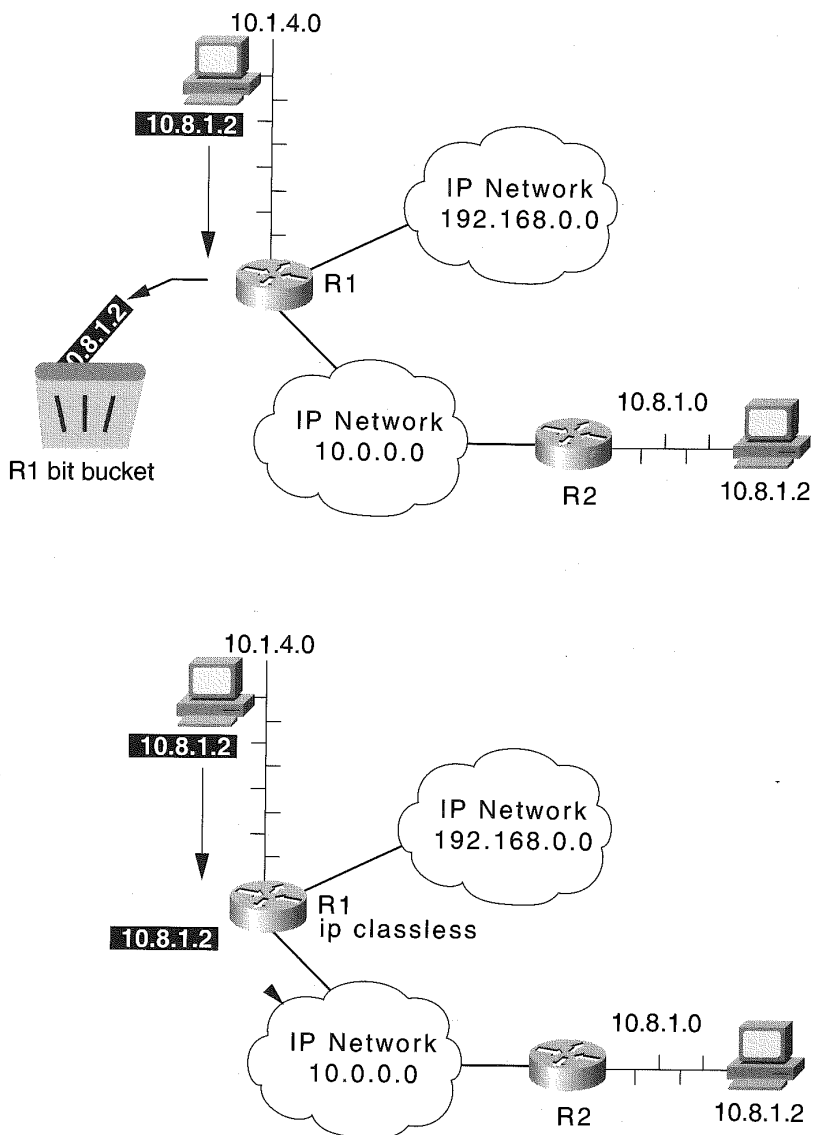 10.1.4.0
10.8.1.2
IP Network
192.168.0.0
R1
0.8.1.2
R1 bit bucket
IP Network
10.0.0.0
10.8.1.0
R2
10.8.1.2
10.1.4.0
10.8.1.2
IP Network
192.168.0.0
R1
ip classless
10.8.1.2
IP Network
10.0.0.0
10.8.1.0
R2
10.8.1.2